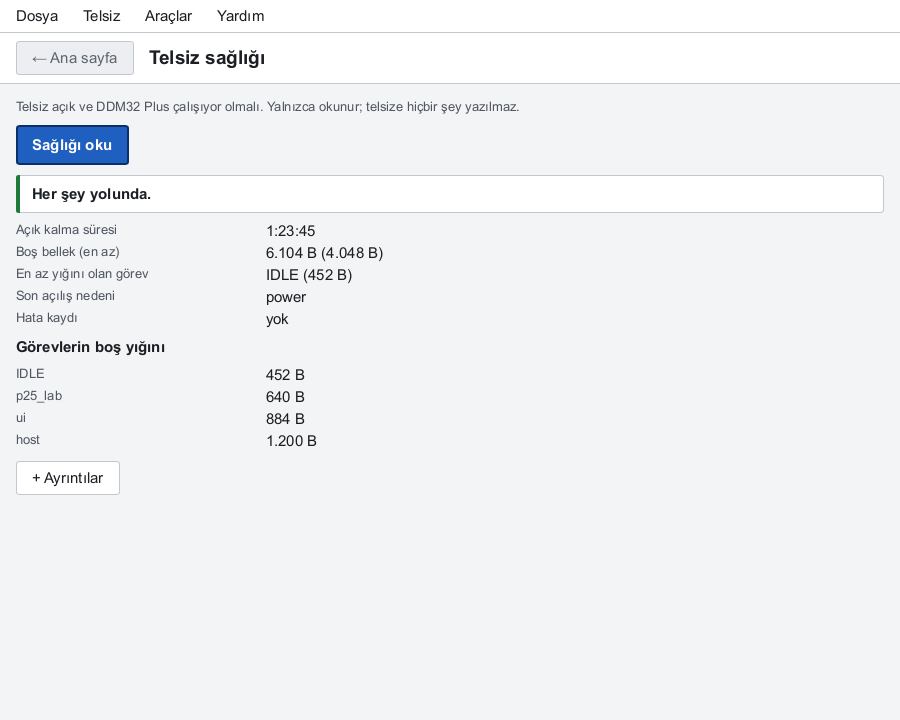 Dosya Telsiz Araçlar Yardım
← Ana sayfa Telsiz sağlığı
Telsiz açık ve DDM32 Plus çalışıyor olmalı. Yalnızca okunur; telsize hiçbir şey yazılmaz.
Sağlığı oku
Her şey yolunda.
Açık kalma süresi 1:23:45
Boş bellek (en az) 6.104 B (4.048 B)
En az yığını olan görev IDLE (452 B)
Son açılış nedeni power
Hata kaydı yok
Görevlerin boş yığını
IDLE 452 B
p25_lab 640 B
ui 884 B
host 1.200 B
+ Ayrıntılar